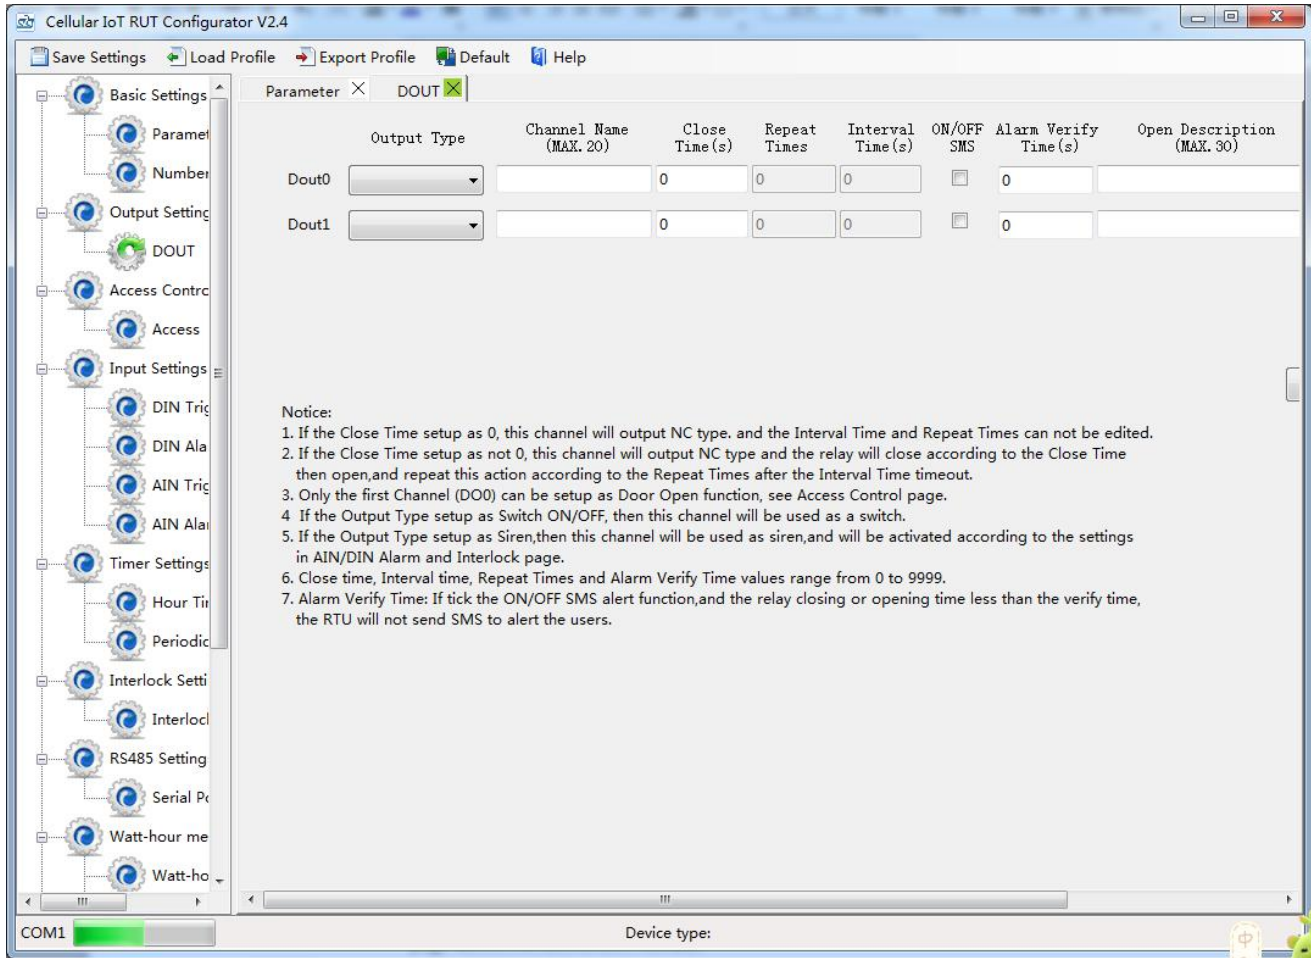 Cellular IoT RUT Configurator V2.4
Save Settings Load Profile Export Profile Default Help
Basic Settings
Paramet
Number
Output Setting
DOUT
Access Contrc
Access
Input Settings
DIN Trig
DIN Ala
AIN Trig
AIN Alar
Timer Settings
Hour Tir
Periodic
Interlock Setti
Interlocl
RS485 Setting
Serial Po
Watt-hour me
Watt-ho
Parameter DOUT
Output Type Channel Name (MAX.20) Close Time(s) Repeat Times Interval Time(s) ON/OFF SMS Alarm Verify Time(s) Open Description (MAX.30)
Dout0 0 0 0 0
Dout1 0 0 0 0
Notice:
1. If the Close Time setup as 0, this channel will output NC type. and the Interval Time and Repeat Times can not be edited.
2. If the Close Time setup as not 0, this channel will output NC type and the relay will close according to the Close Time
then open,and repeat this action according to the Repeat Times after the Interval Time timeout.
3. Only the first Channel (DO0) can be setup as Door Open function, see Access Control page.
4 If the Output Type setup as Switch ON/OFF, then this channel will be used as a switch.
5. If the Output Type setup as Siren,then this channel will be used as siren,and will be activated according to the settings
in AIN/DIN Alarm and Interlock page.
6. Close time, Interval time, Repeat Times and Alarm Verify Time values range from 0 to 9999.
7. Alarm Verify Time: If tick the ON/OFF SMS alert function,and the relay closing or opening time less than the verify time,
the RTU will not send SMS to alert the users.
COM1 Device type:
中